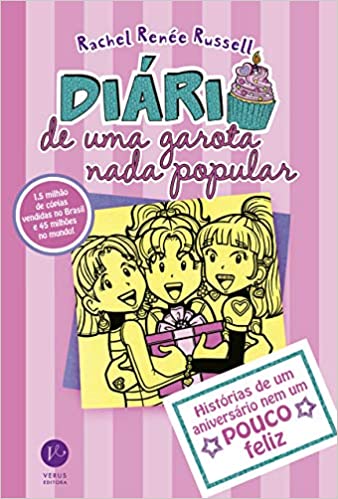 Rachel Renée Russell
DIÁRI
de uma garota
nada popular
1,5 milhão
de cópias
vendidas no Brasil
e 45 milhões
no mundo!
Histórias de um
aniversário nem um
POUCO
feliz
VERUS
EDITORA